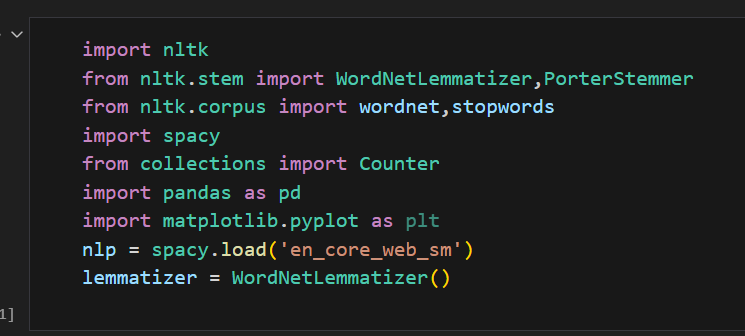 import nltk
from nltk.stem import WordNetLemmatizer,PorterStemmer
from nltk.corpus import wordnet,stopwords
import spacy
from collections import Counter
import pandas as pd
import matplotlib.pyplot as plt
nlp = spacy.load('en_core_web_sm')
lemmatizer = WordNetLemmatizer()
1]